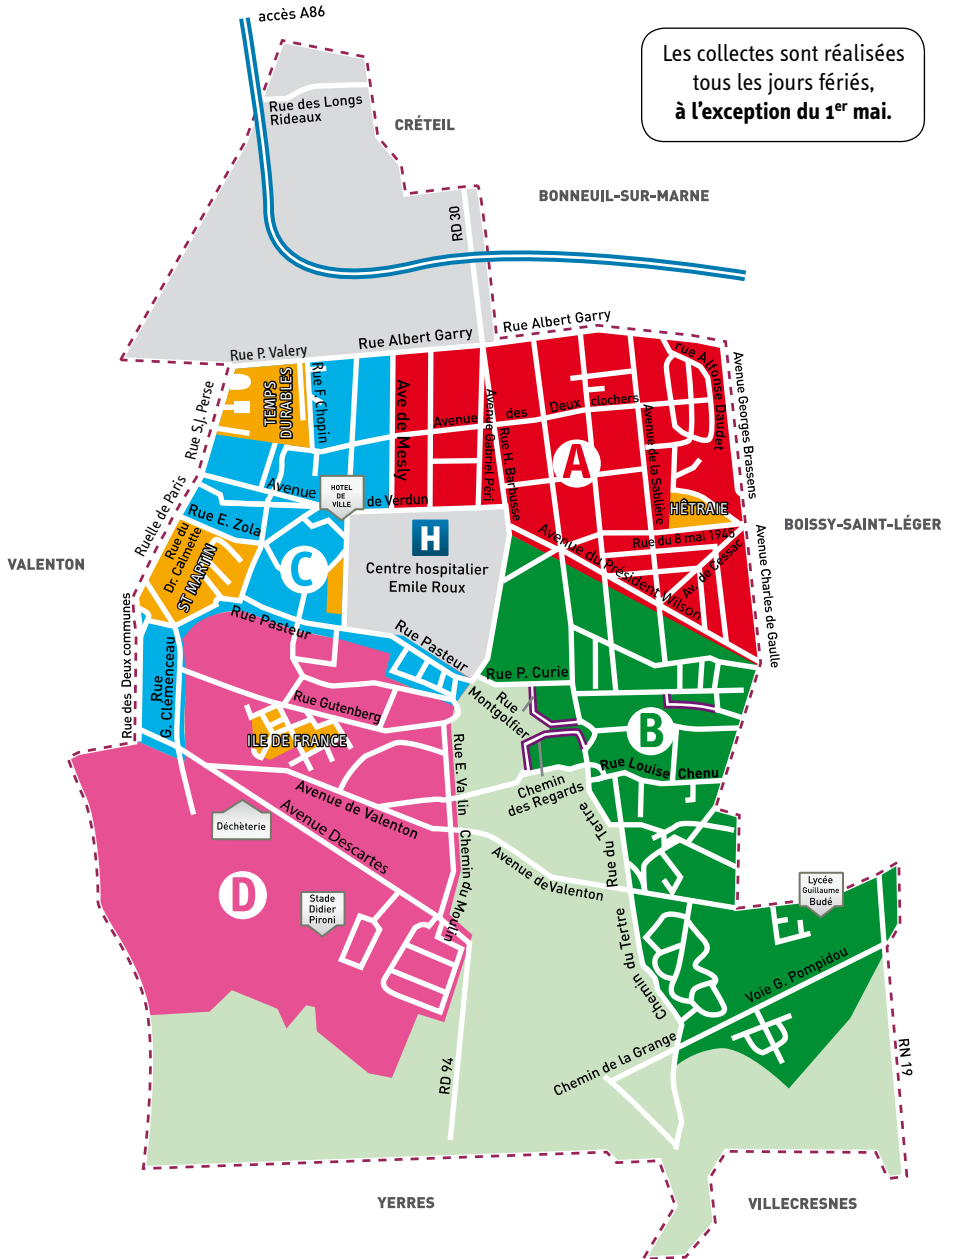 accès A86
Les collectes sont réalisées
tous les jours fériés,
à l'exception du 1er mai.
Rue des Longs
Rideaux
CRÉTEIL
BONNEUIL-SUR-MARNE
RD 30
Rue Albert Garry
Rue Albert Garry
Rue P. Valery
rue Alfonse Daudet
Avenue Georges Brassens
Rue S.J. Perse
TEMPS
DURABLES
Rue F. Chopin
Ave de Mesly
Avenue des Deux clochers
Avenue Gabriel Péri
Rue H. Barbusse
Avenue de la Sablière
A
Ruelle de Paris
Avenue de Verdun
HOTEL
DE
VILLE
HÊTRAIE
BOISSY-SAINT-LÉGER
Rue E. Zola
Rue du
Dr. Calmette
ST MARTIN
H
Centre hospitalier
Emile Roux
Avenue du Président Wilson
Rue du 8 mai 1945
Av. de Cessac
Avenue Charles de Gaulle
VALENTON
C
Rue des Deux communes
Rue Pasteur
Rue Pasteur
Rue
G. Clémenceau
Rue P. Curie
Rue
Montgolfier
Rue Gutenberg
ILE DE FRANCE
B
Rue E. Varlin
Rue Louise Chenu
Chemin
des Regards
Avenue de Valenton
Avenue Descartes
Déchèterie
Rue du Tertre
Chemin du Moulin
Avenue de Valenton
D
Stade
Didier
Pironi
Lycée
Guillaume
Budé
Chemin du Tertre
Voie G. Pompidou
Chemin de la Grange
RD 94
RN 19
YERRES
VILLECRESNES